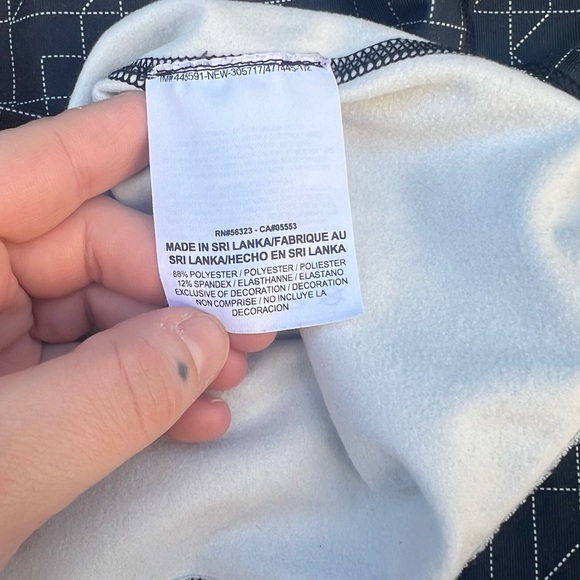 RN#56323 - CA#05553
MADE IN SRI LANKA/FABRIQUE AU
SRI LANKA/HECHO EN SRI LANKA
88% POLYESTER / POLYESTER / POLIESTER
12% SPANDEX / ELASTHANNE / ELASTANO
EXCLUSIVE OF DECORATION / DECORATION
NON COMPRISE / NO INCLUYE LA
DECORACION